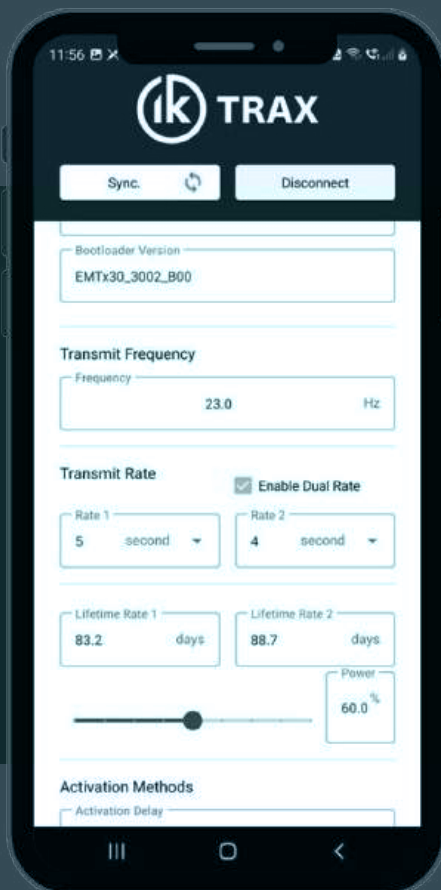 11:56
ik TRAX
Sync. Disconnect
Bootloader Version
EMTx30_3002_B00
Transmit Frequency
Frequency
23.0 Hz
Transmit Rate
Enable Dual Rate
Rate 1 Rate 2
5 second 4 second
Lifetime Rate 1 Lifetime Rate 2
83.2 days 88.7 days
Power
60.0 %
Activation Methods
Activation Delay